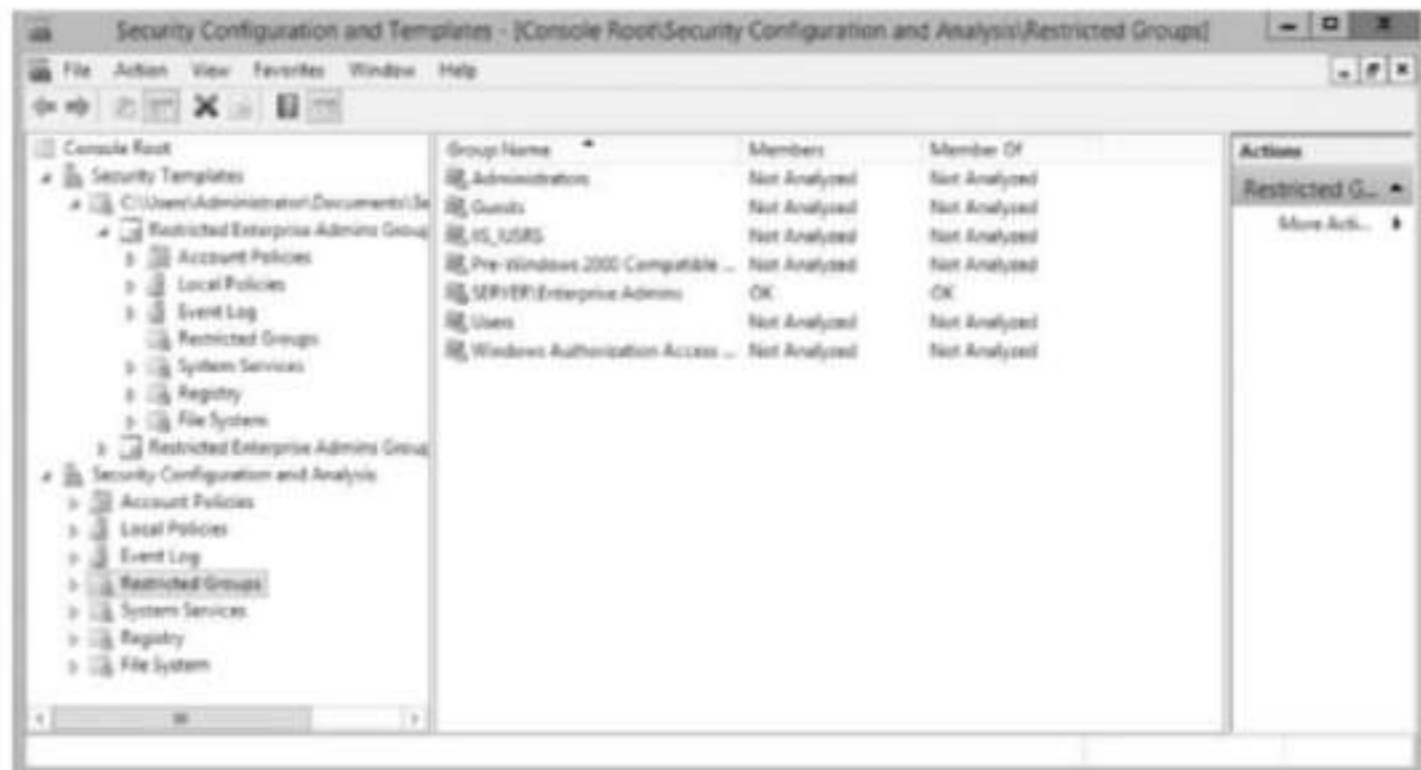 Security Configuration and Templates - [Console Root\Security Configuration and Analysis\Restricted Groups]
File Action View Favorites Window Help
Console Root
Security Templates
C:\Users\Administrator\Documents\Se
Restricted Enterprise Admins Group
Account Policies
Local Policies
Event Log
Restricted Groups
System Services
Registry
File System
Restricted Enterprise Admins Group
Security Configuration and Analysis
Account Policies
Local Policies
Event Log
Restricted Groups
System Services
Registry
File System
Group Name Members Member Of
Administrators Not Analyzed Not Analyzed
Guests Not Analyzed Not Analyzed
IIS_IUSRS Not Analyzed Not Analyzed
Pre-Windows 2000 Compatible ... Not Analyzed Not Analyzed
SERVER\Enterprise Admins OK OK
Users Not Analyzed Not Analyzed
Windows Authorization Access ... Not Analyzed Not Analyzed
Actions
Restricted G...
More Acti...